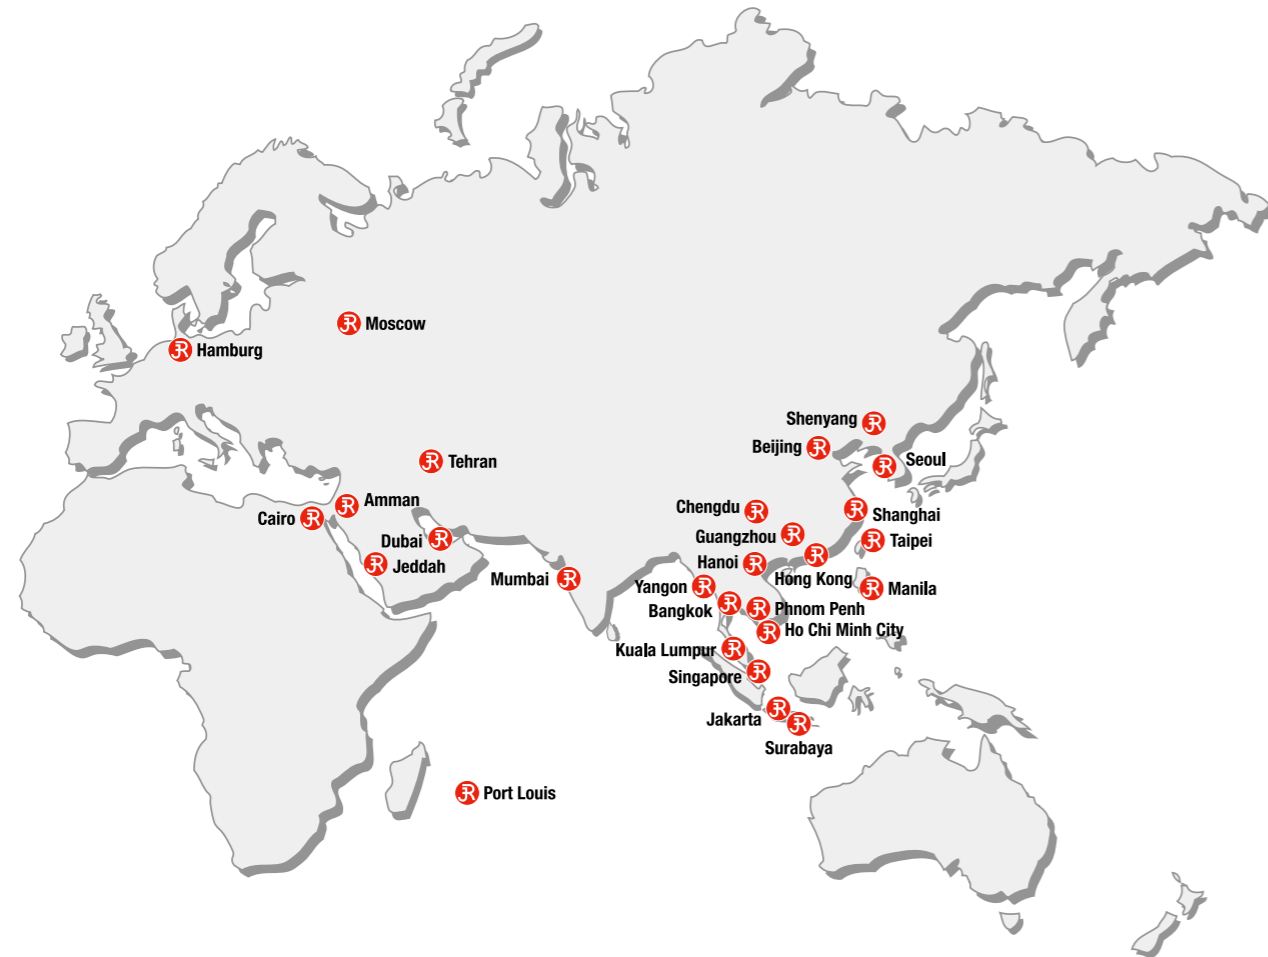 Moscow
Hamburg
Shenyang
Beijing
Seoul
Tehran
Amman
Chengdu
Shanghai
Cairo
Guangzhou
Taipei
Dubai
Hanoi
Jeddah
Hong Kong
Mumbai
Yangon
Manila
Bangkok
Phnom Penh
Ho Chi Minh City
Kuala Lumpur
Singapore
Jakarta
Surabaya
Port Louis